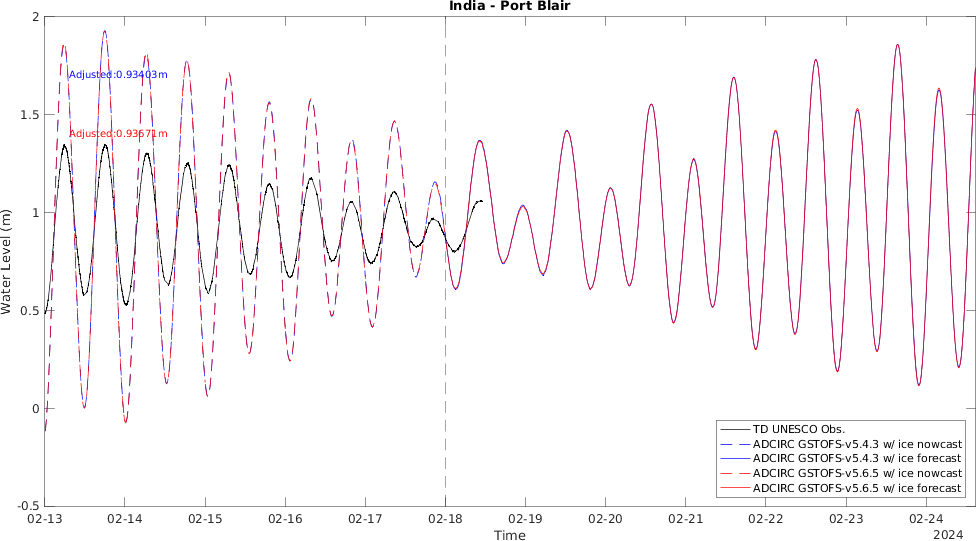 India - Port Blair
2
1.5
1
0.5
0
-0.5
Water Level (m)
Adjusted:0.93403m
Adjusted:0.93671m
TD UNESCO Obs.
ADCIRC GSTOFS-v5.4.3 w/ ice nowcast
ADCIRC GSTOFS-v5.4.3 w/ ice forecast
ADCIRC GSTOFS-v5.6.5 w/ ice nowcast
ADCIRC GSTOFS-v5.6.5 w/ ice forecast
02-13 02-14 02-15 02-16 02-17 02-18 02-19 02-20 02-21 02-22 02-23 02-24
Time
2024